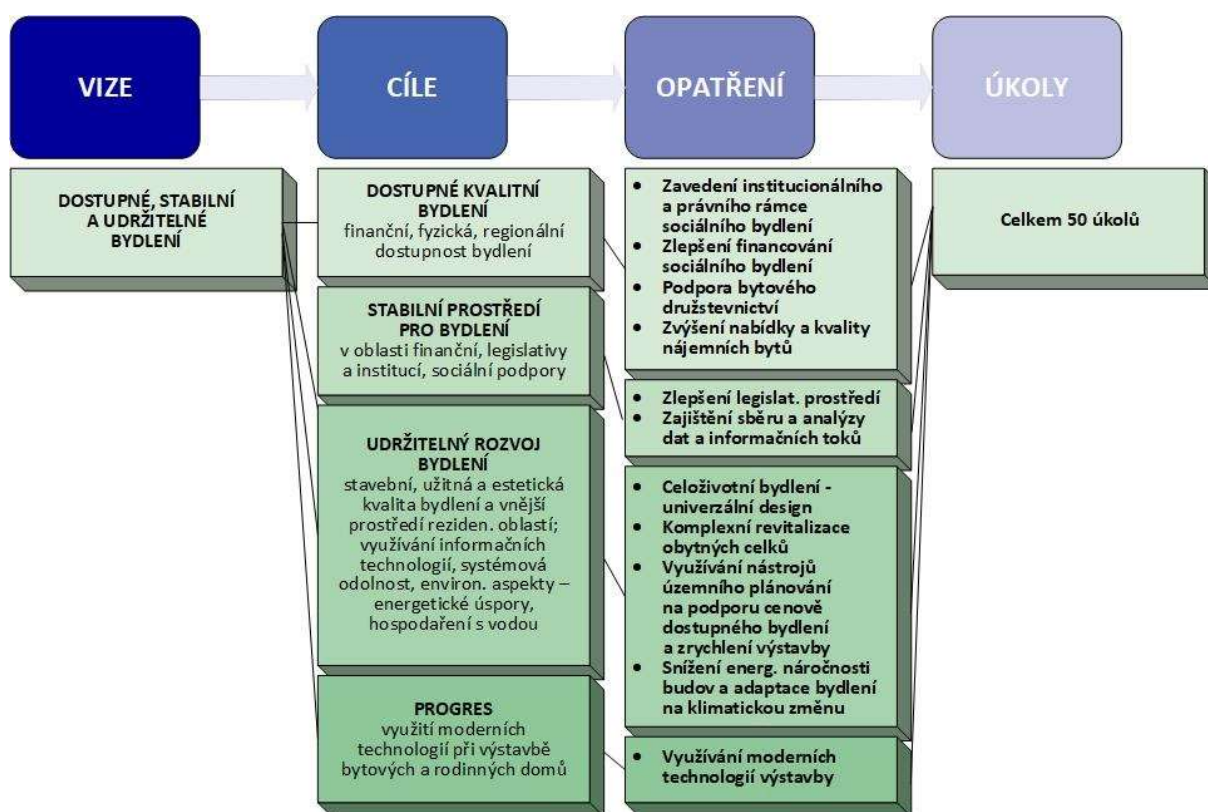 VIZE
CÍLE
OPATŘENÍ
ÚKOLY
DOSTUPNÉ, STABILNÍ
A UDRŽITELNÉ
BYDLENÍ
DOSTUPNÉ KVALITNÍ
BYDLENÍ
finanční, fyzická, regionální
dostupnost bydlení
STABILNÍ PROSTŘEDÍ
PRO BYDLENÍ
v oblasti finanční, legislativy
a institucí, sociální podpory
UDRŽITELNÝ ROZVOJ
BYDLENÍ
stavební, užitná a estetická
kvalita bydlení a vnější
prostředí reziden. oblastí;
využívání informačních
technologií, systémová
odolnost, environ. aspekty –
energetické úspory,
hospodaření s vodou
PROGRES
využití moderních
technologií při výstavbě
bytových a rodinných domů
• Zavedení institucionálního
a právního rámce
sociálního bydlení
• Zlepšení financování
sociálního bydlení
• Podpora bytového
družstevnictví
• Zvýšení nabídky a kvality
nájemních bytů
• Zlepšení legislat. prostředí
• Zajištění sběru a analýzy
dat a informačních toků
• Celoživotní bydlení -
univerzální design
• Komplexní revitalizace
obytných celků
• Využívání nástrojů
územního plánování
na podporu cenově
dostupného bydlení
a zrychlení výstavby
• Snížení energ. náročnosti
budov a adaptace bydlení
na klimatickou změnu
• Využívání moderních
technologií výstavby
Celkem 50 úkolů